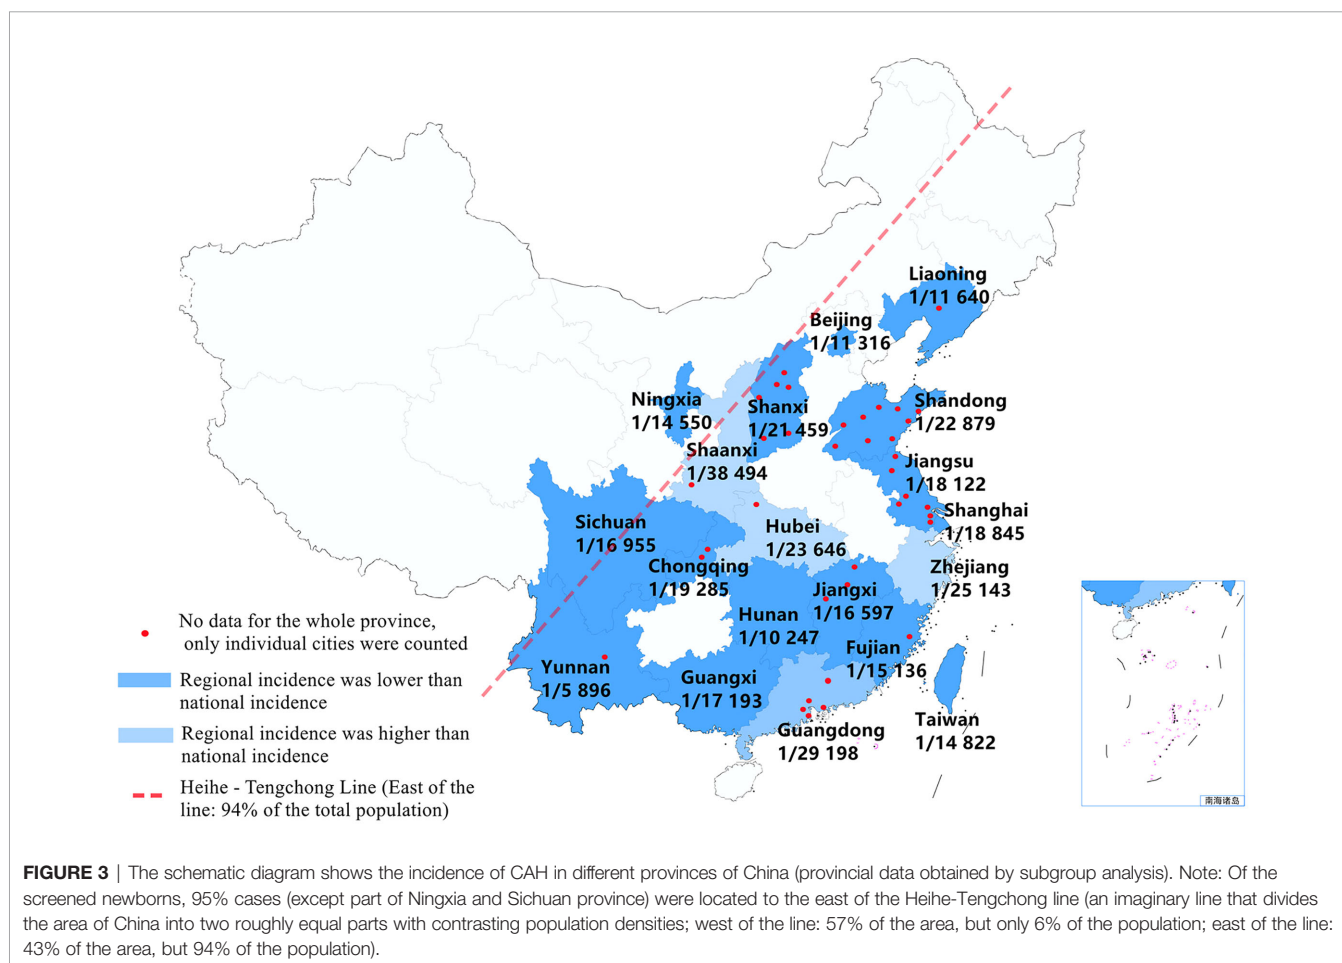 Liaoning
1/11 640
Beijing
1/11 316
Ningxia
1/14 550
Shanxi
1/21 459
Shandong
1/22 879
Shaanxi
1/38 494
Jiangsu
1/18 122
Shanghai
1/18 845
Sichuan
1/16 955
Hubei
1/23 646
Chongqing
1/19 285
Zhejiang
1/25 143
Jiangxi
1/16 597
Hunan
1/10 247
Fujian
1/15 136
Yunnan
1/5 896
Guangxi
1/17 193
Guangdong
1/29 198
Taiwan
1/14 822
No data for the whole province,
only individual cities were counted
Regional incidence was lower than
national incidence
Regional incidence was higher than
national incidence
Heihe - Tengchong Line (East of the
line: 94% of the total population)
南海诸岛
FIGURE 3 | The schematic diagram shows the incidence of CAH in different provinces of China (provincial data obtained by subgroup analysis). Note: Of the
screened newborns, 95% cases (except part of Ningxia and Sichuan province) were located to the east of the Heihe-Tengchong line (an imaginary line that divides
the area of China into two roughly equal parts with contrasting population densities; west of the line: 57% of the area, but only 6% of the population; east of the line:
43% of the area, but 94% of the population).